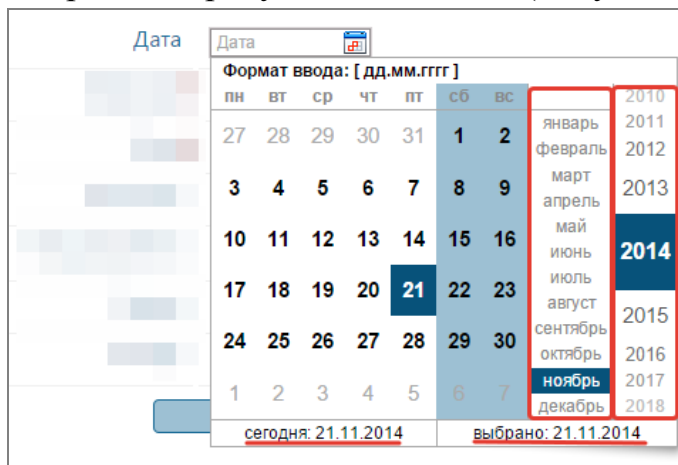 Дата Дата
Формат ввода: [ дд.мм.гггг ]
пн вт ср чт пт сб вс
27 28 29 30 31 1 2
3 4 5 6 7 8 9
10 11 12 13 14 15 16
17 18 19 20 21 22 23
24 25 26 27 28 29 30
1 2 3 4 5 6 7
январь
февраль
март
апрель
май
июнь
июль
август
сентябрь
октябрь
ноябрь
декабрь
2010
2011
2012
2013
2014
2015
2016
2017
2018
сегодня: 21.11.2014 выбрано: 21.11.2014